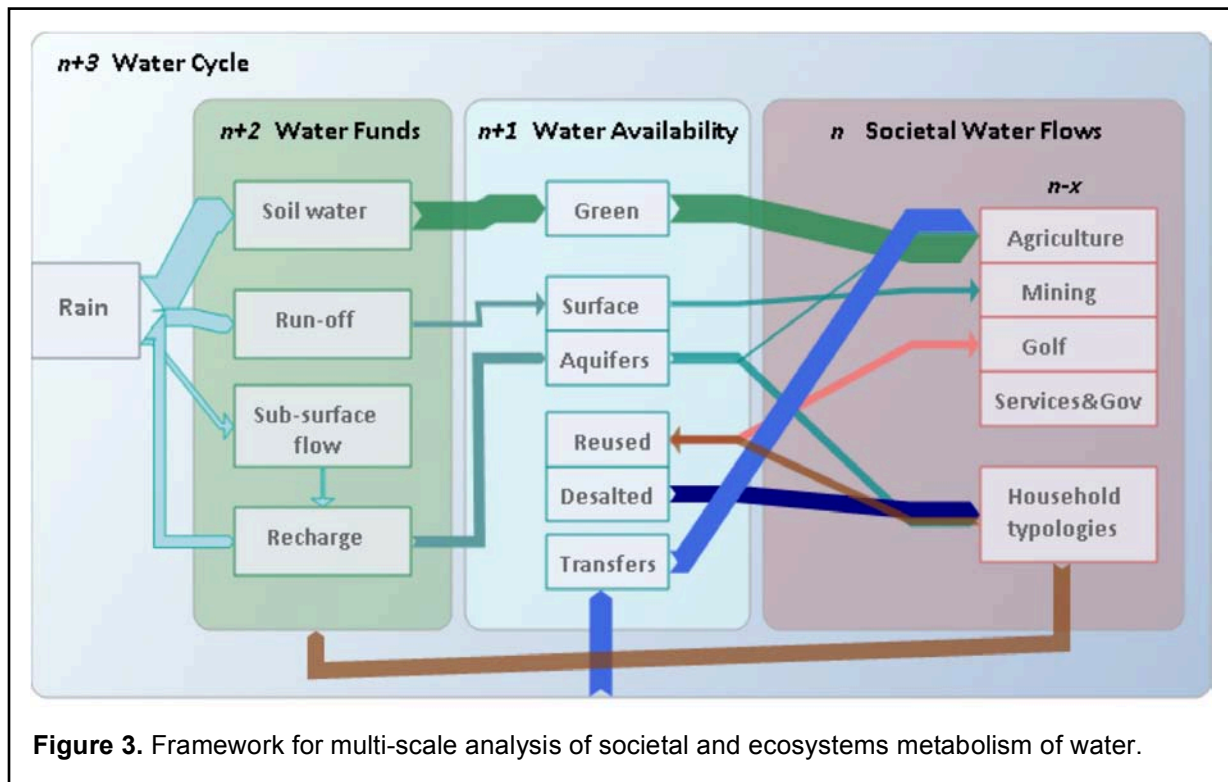 n+3 Water Cycle
n+2 Water Funds
n+1 Water Availability
n Societal Water Flows
n-x
Rain
Soil water
Run-off
Sub-surface
flow
Recharge
Green
Surface
Aquifers
Reused
Desalted
Transfers
Agriculture
Mining
Golf
Services&Gov
Household
typologies
Figure 3. Framework for multi-scale analysis of societal and ecosystems metabolism of water.